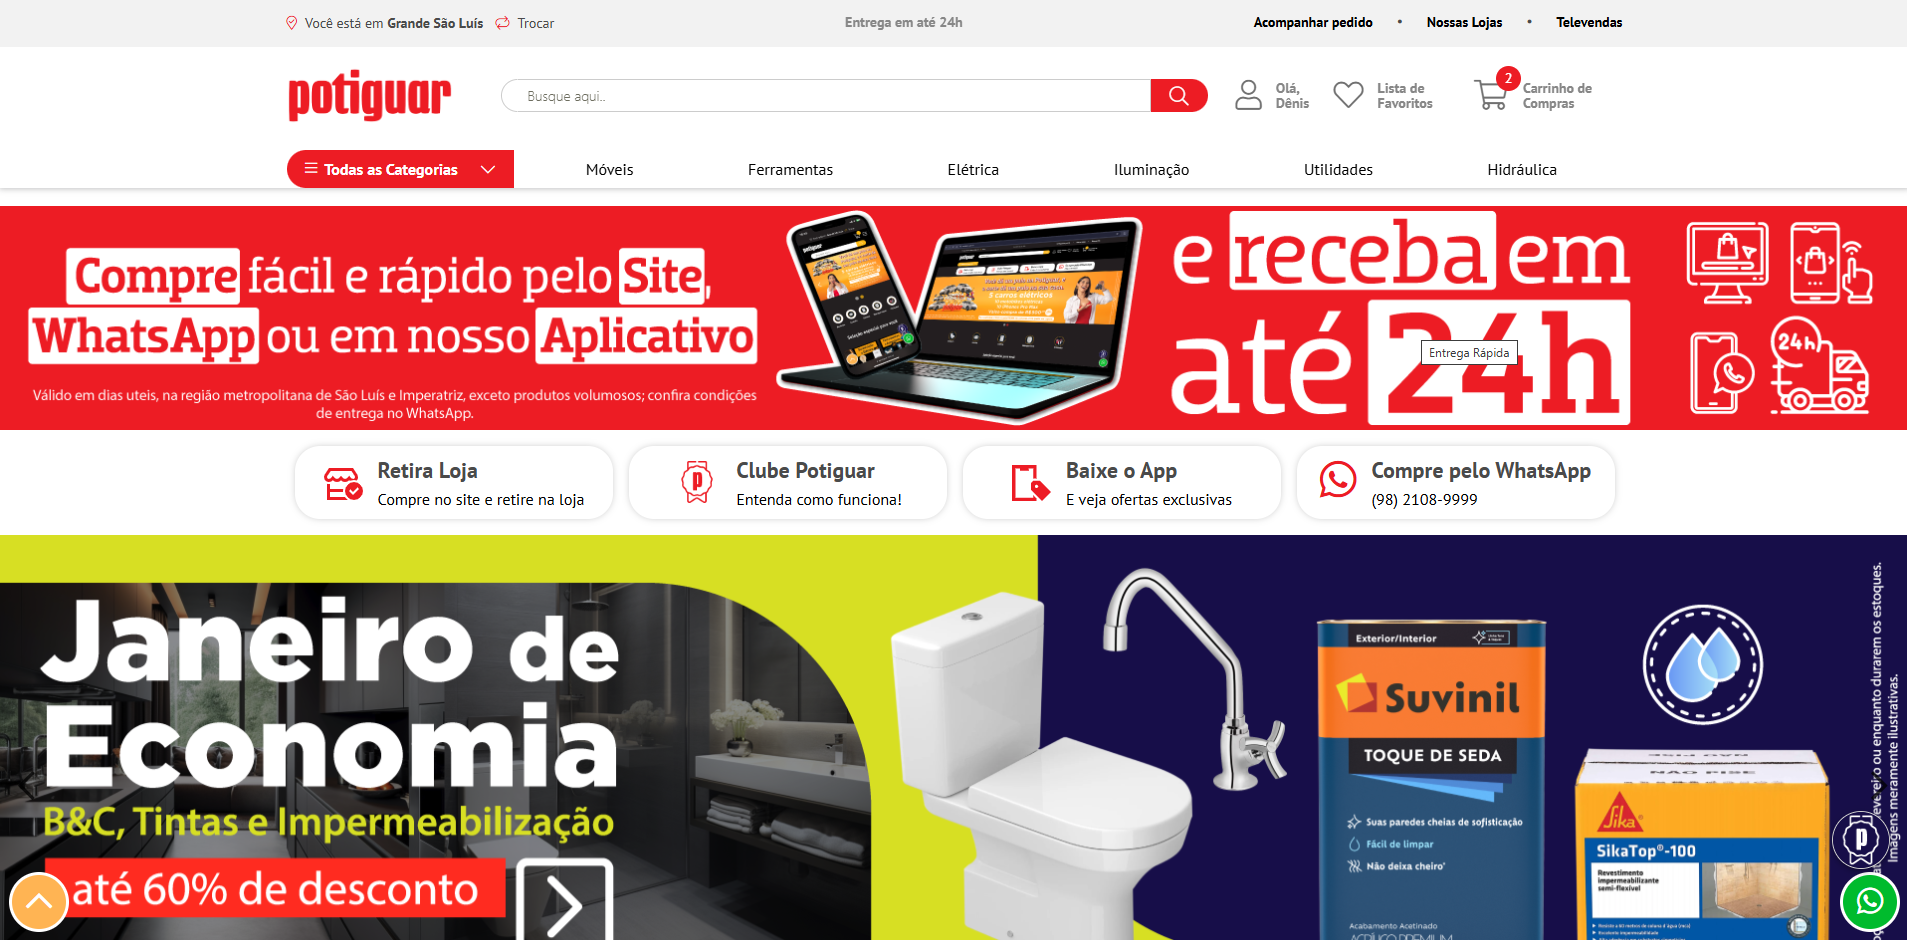 Você está em Grande São Luís Trocar
Entrega em até 24h
Acompanhar pedido • Nossas Lojas • Televendas
potiguar
Busque aqui..
Olá,
Dênis
Lista de
Favoritos
2
Carrinho de
Compras
Todas as Categorias
Móveis
Ferramentas
Elétrica
Iluminação
Utilidades
Hidráulica
Compre fácil e rápido pelo Site,
WhatsApp ou em nosso Aplicativo
Válido em dias uteis, na região metropolitana de São Luís e Imperatriz, exceto produtos volumosos; confira condições
de entrega no WhatsApp.
potiguar
e receba em
até 24h
Entrega Rápida
24h
Retira Loja
Compre no site e retire na loja
Clube Potiguar
Entenda como funciona!
Baixe o App
E veja ofertas exclusivas
Compre pelo WhatsApp
(98) 2108-9999
Janeiro de
Economia
B&C, Tintas e Impermeabilização
até 60% de desconto
Exterior/Interior
Suvinil
TOQUE DE SEDA
Suas paredes cheias de sofisticação
Fácil de limpar
Não deixa cheiro*
Acabamento Acetinado
NÃO PISE
Sika
SikaTop®-100
Revestimento
impermeabilizante
semi-flexível
ou enquanto durarem os estoques.
Imagens meramente ilustrativas.
p